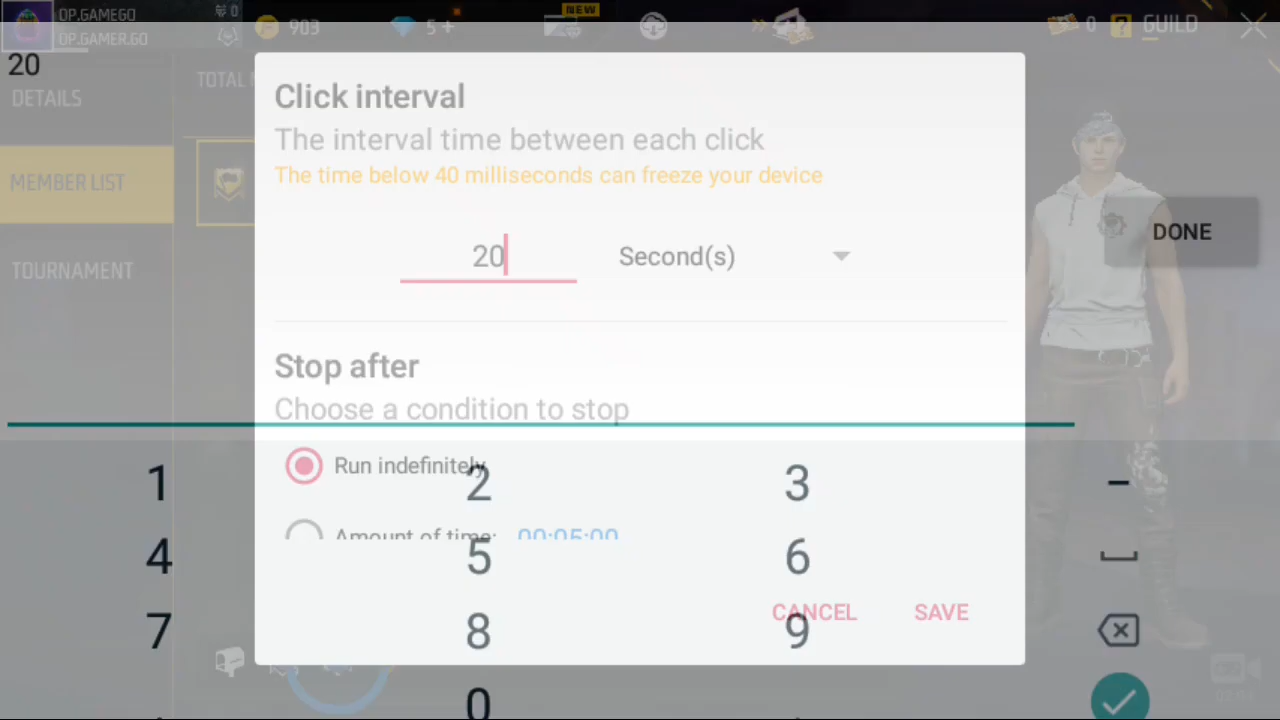 OP.GAMEGO
OP.GAMER.GO
0
903
5 +
NEW
0
GUILD
20
DETAILS
TOTAL
MEMBER LIST
TOURNAMENT
Click interval
The interval time between each click
The time below 40 milliseconds can freeze your device
20
Second(s)
DONE
Stop after
Choose a condition to stop
Run indefinitely
Amount of time: 00:05:00
CANCEL
SAVE
1 2 3 -
4 5 6
7 8 9
0